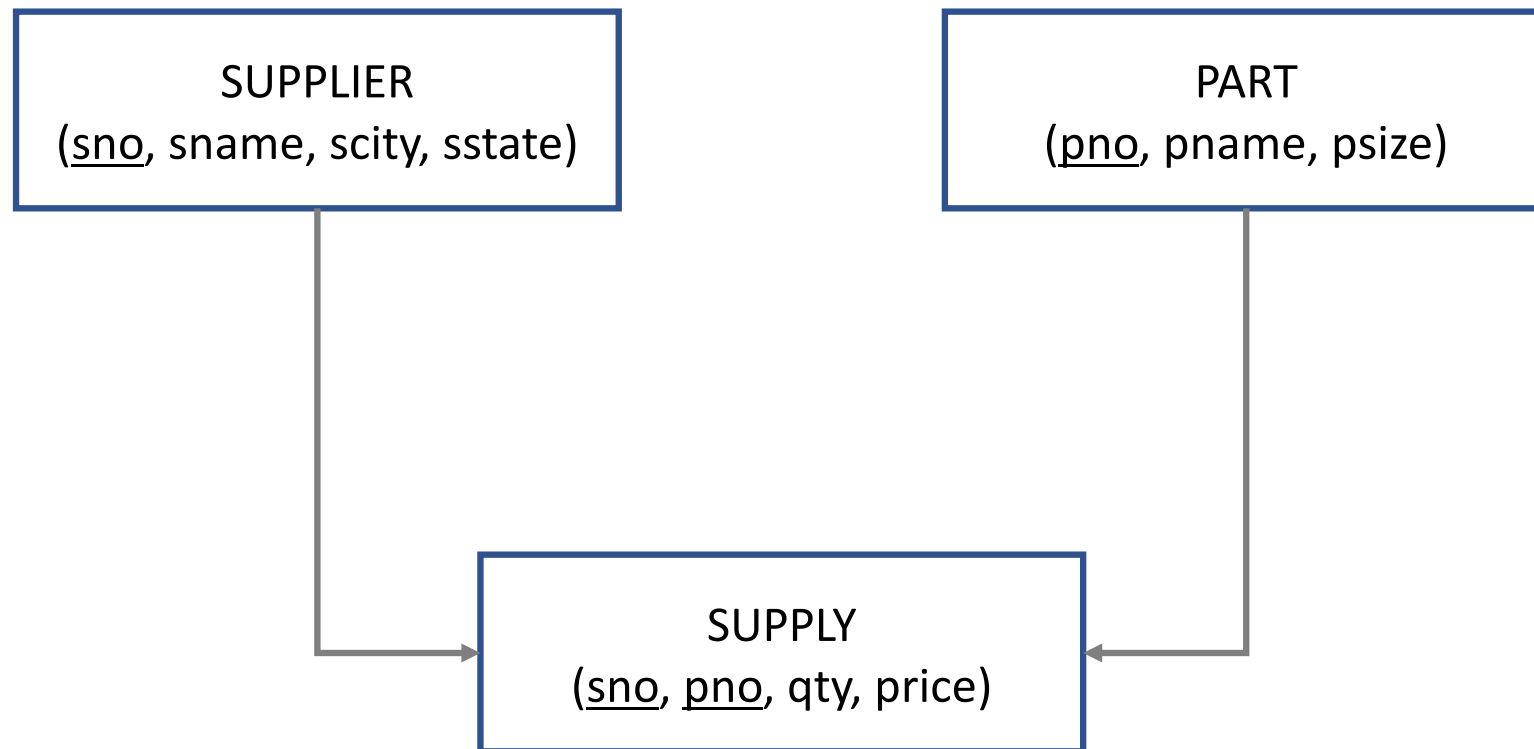 SUPPLIER
(sno, sname, scity, sstate)
PART
(pno, pname, psize)
SUPPLY
(sno, pno, qty, price)